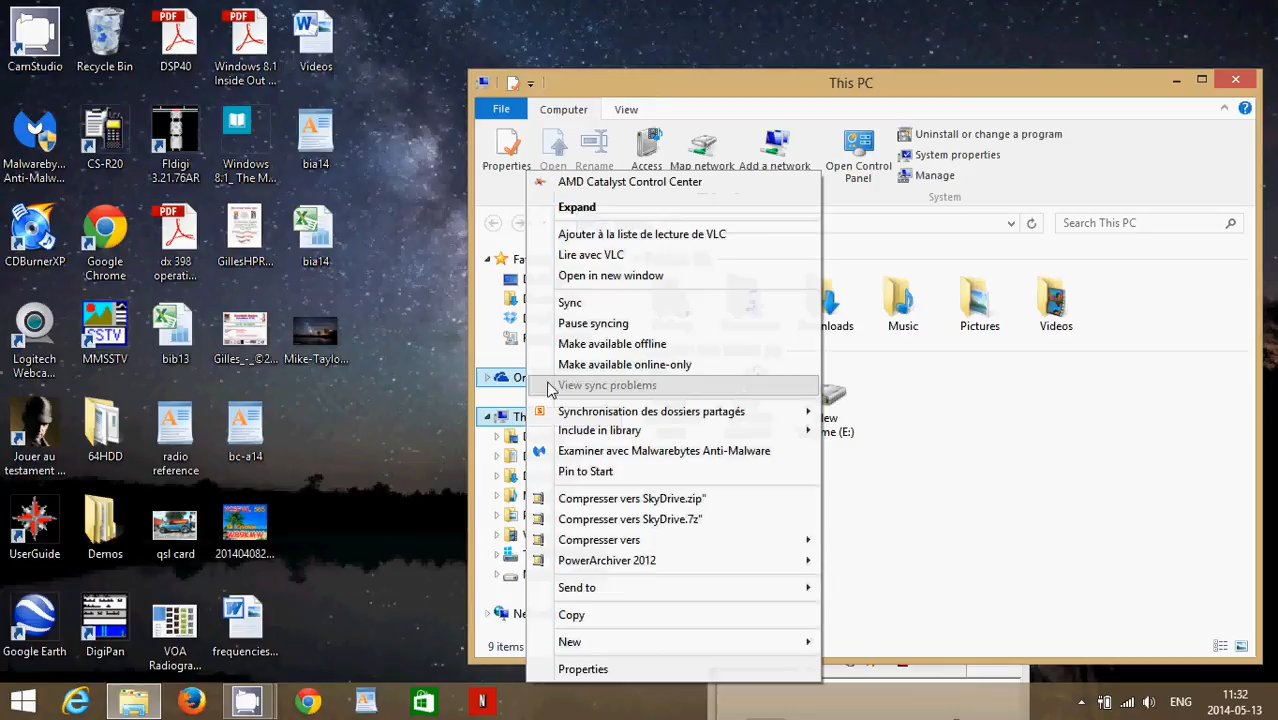 CamStudio
Recycle Bin
DSP40
Windows 8.1
Inside Out ...
Videos
Malwareby...
Anti-Malw...
CS-R20
Fldigi
3.21.76AR
Windows
8.1_ The M...
bia14
CDBurnerXP
Google
Chrome
dx 398
operati...
GillesHPR...
bia14
Logitech
Webca...
MMSSTV
bib13
Gilles_-_©2...
Mike-Taylo...
Jouer au
testament ...
64HDD
radio
reference
bc-a14
UserGuide
Demos
qsl card
201404082...
Google Earth
DigiPan
VOA
Radiogra...
frequencies...
This PC
File
Computer
View
Properties
Open
Rename
Access
Map network
Add a network
Open Control
Panel
Uninstall or change a program
System properties
Manage
System
Search This PC
Music
Pictures
Videos
9 items
AMD Catalyst Control Center
Expand
Ajouter à la liste de lecture de VLC
Lire avec VLC
Open in new window
Sync
Pause syncing
Make available offline
Make available online-only
View sync problems
Synchronisation des dossiers partagés
Include in library
Examiner avec Malwarebytes Anti-Malware
Pin to Start
Compresser vers SkyDrive.zip"
Compresser vers SkyDrive.7z"
Compresser vers
PowerArchiver 2012
Send to
Copy
New
Properties
ENG
11:32
2014-05-13